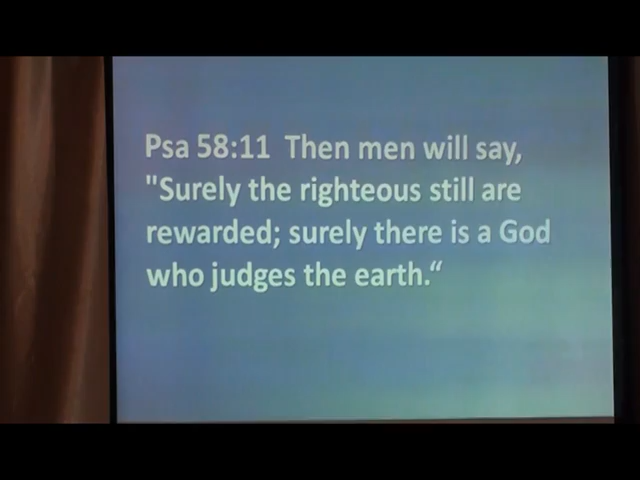 Psa 58:11  Then men will say,
"Surely the righteous still are
rewarded; surely there is a God
who judges the earth.“